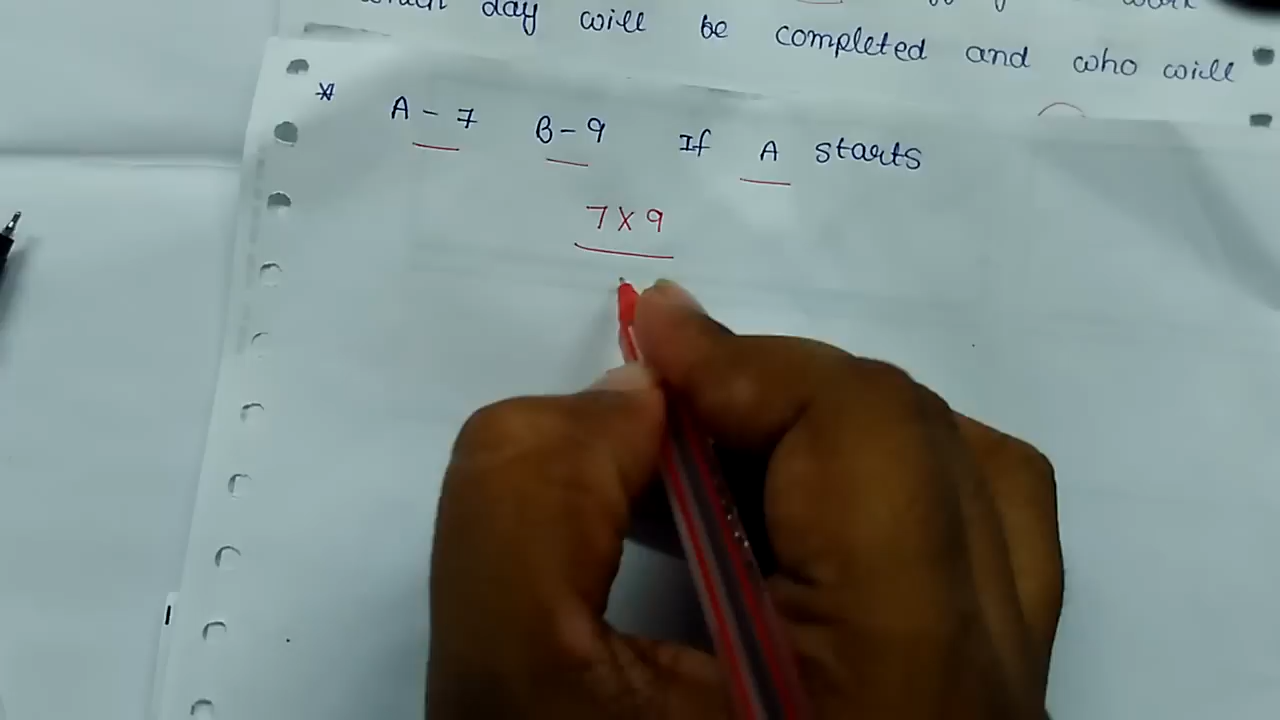 day will be completed and who will
* A - 7 B - 9 If A starts
7 X 9